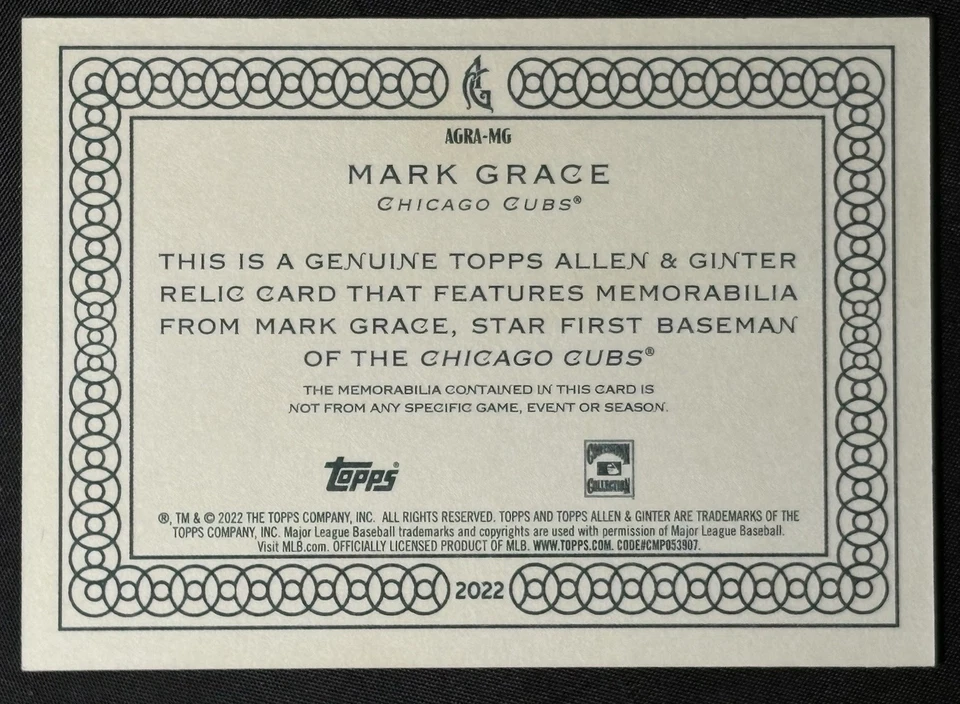 AG
AGRA-MG
MARK GRACE
CHICAGO CUBS®
THIS IS A GENUINE TOPPS ALLEN & GINTER
RELIC CARD THAT FEATURES MEMORABILIA
FROM MARK GRACE, STAR FIRST BASEMAN
OF THE CHICAGO CUBS®
THE MEMORABILIA CONTAINED IN THIS CARD IS
NOT FROM ANY SPECIFIC GAME, EVENT OR SEASON.
topps®
COOPERSTOWN
COLLECTION
®, TM & © 2022 THE TOPPS COMPANY, INC. ALL RIGHTS RESERVED. TOPPS AND TOPPS ALLEN & GINTER ARE TRADEMARKS OF THE
TOPPS COMPANY, INC. Major League Baseball trademarks and copyrights are used with permission of Major League Baseball.
Visit MLB.com. OFFICIALLY LICENSED PRODUCT OF MLB. WWW.TOPPS.COM. CODE#CMP053907.
2022